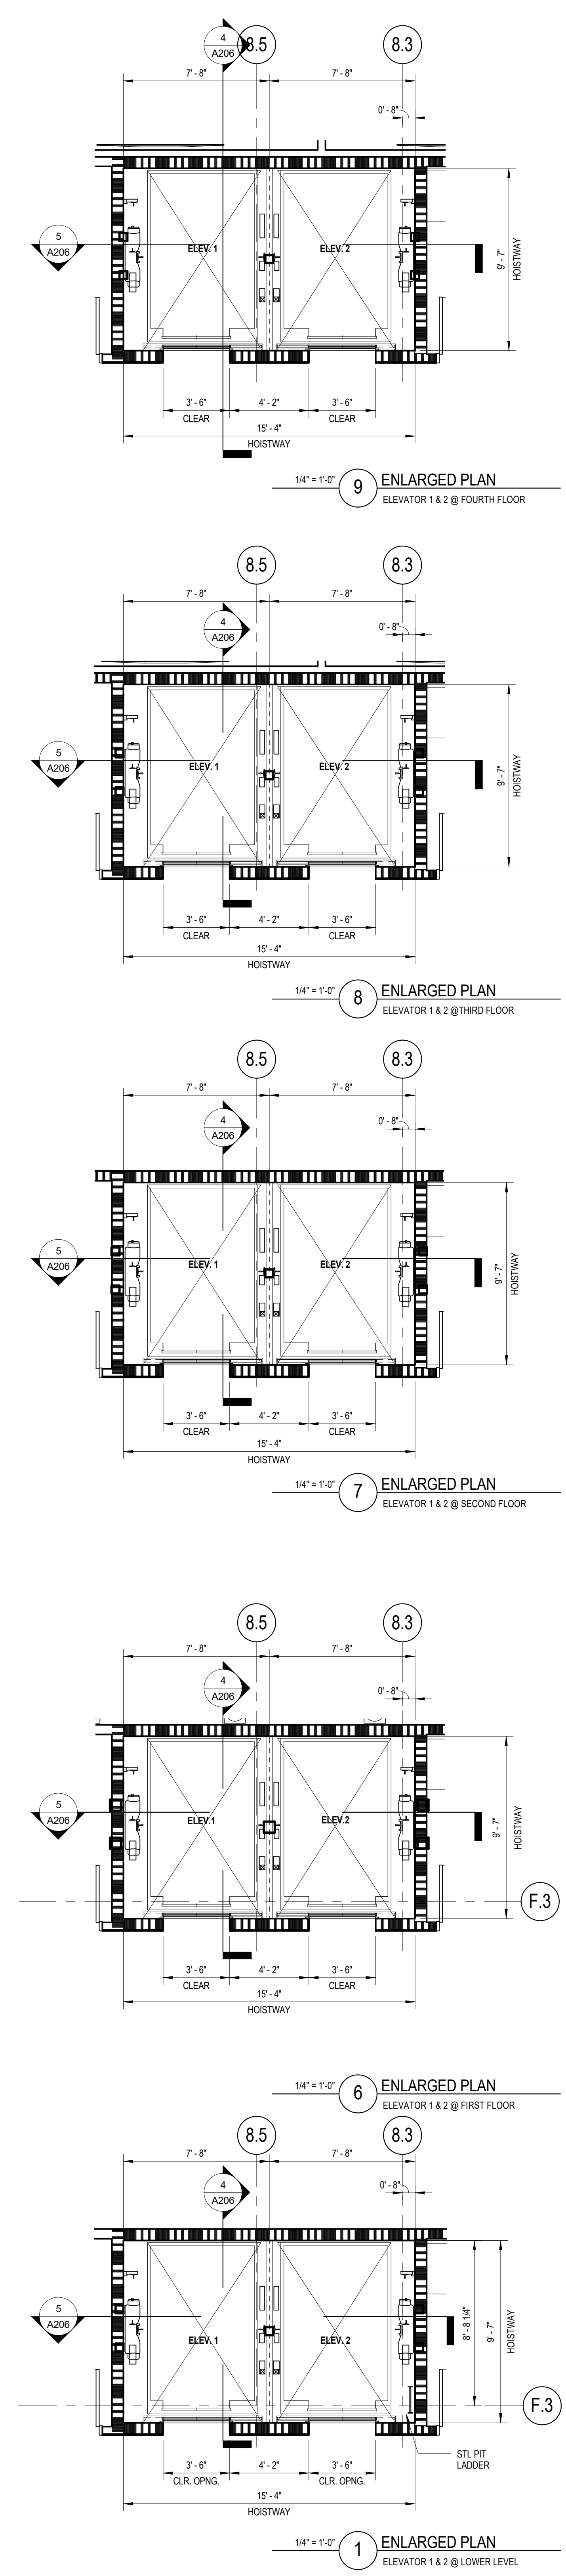 4
A206
8.5
8.3
7' - 8"
7' - 8"
0' - 8"
5
A206
ELEV. 1
ELEV. 2
9' - 7"
HOISTWAY
3' - 6"
4' - 2"
3' - 6"
CLEAR
CLEAR
15' - 4"
HOISTWAY
1/4" = 1'-0"
9
ENLARGED PLAN
ELEVATOR 1 & 2 @ FOURTH FLOOR
8.5
8.3
7' - 8"
7' - 8"
4
A206
0' - 8"
5
A206
ELEV. 1
ELEV. 2
9' - 7"
HOISTWAY
3' - 6"
4' - 2"
3' - 6"
CLEAR
CLEAR
15' - 4"
HOISTWAY
1/4" = 1'-0"
8
ENLARGED PLAN
ELEVATOR 1 & 2 @THIRD FLOOR
8.5
8.3
7' - 8"
7' - 8"
4
A206
0' - 8"
5
A206
ELEV. 1
ELEV. 2
9' - 7"
HOISTWAY
3' - 6"
4' - 2"
3' - 6"
CLEAR
CLEAR
15' - 4"
HOISTWAY
1/4" = 1'-0"
7
ENLARGED PLAN
ELEVATOR 1 & 2 @ SECOND FLOOR
8.5
8.3
7' - 8"
7' - 8"
4
A206
0' - 8"
5
A206
ELEV.1
ELEV.2
9' - 7"
HOISTWAY
F.3
3' - 6"
4' - 2"
3' - 6"
CLEAR
CLEAR
15' - 4"
HOISTWAY
1/4" = 1'-0"
6
ENLARGED PLAN
ELEVATOR 1 & 2 @ FIRST FLOOR
8.5
8.3
7' - 8"
7' - 8"
4
A206
0' - 8"
5
A206
ELEV. 1
ELEV. 2
8' - 8 1/4"
9' - 7"
HOISTWAY
F.3
STL PIT
LADDER
3' - 6"
4' - 2"
3' - 6"
CLR. OPNG.
CLR. OPNG.
15' - 4"
HOISTWAY
1/4" = 1'-0"
1
ENLARGED PLAN
ELEVATOR 1 & 2 @ LOWER LEVEL